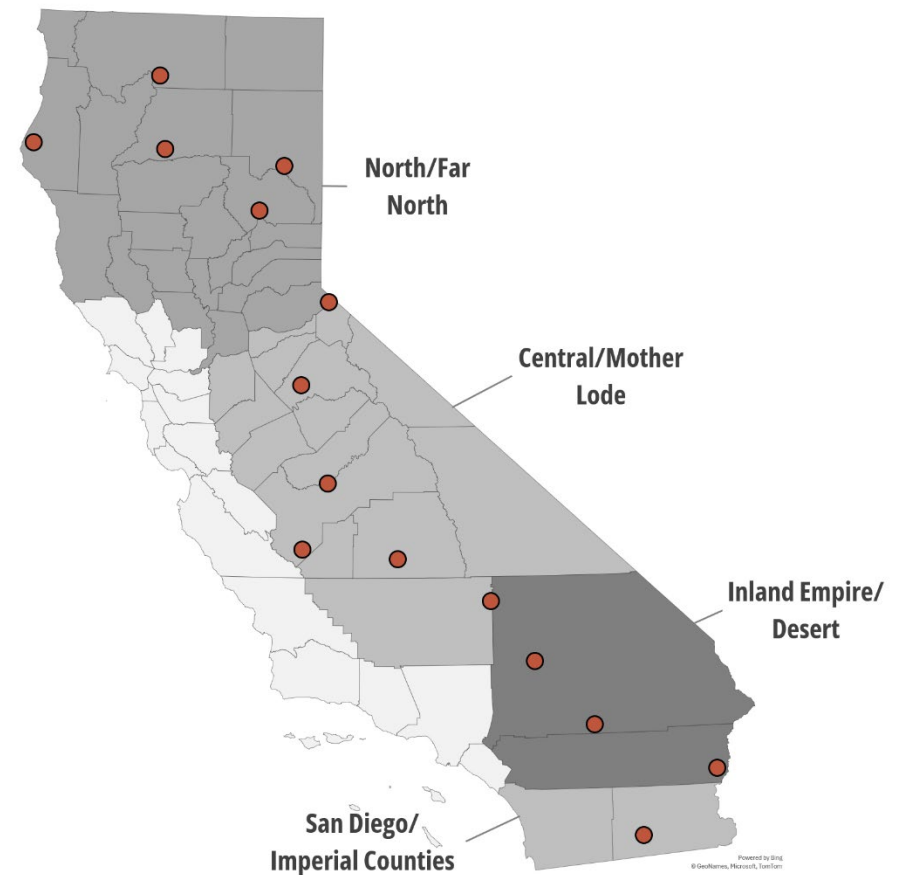 North/Far
North
Central/Mother
Lode
Inland Empire/
Desert
San Diego/
Imperial Counties
Powered by Bing
© GeoNames, Microsoft, TomTom